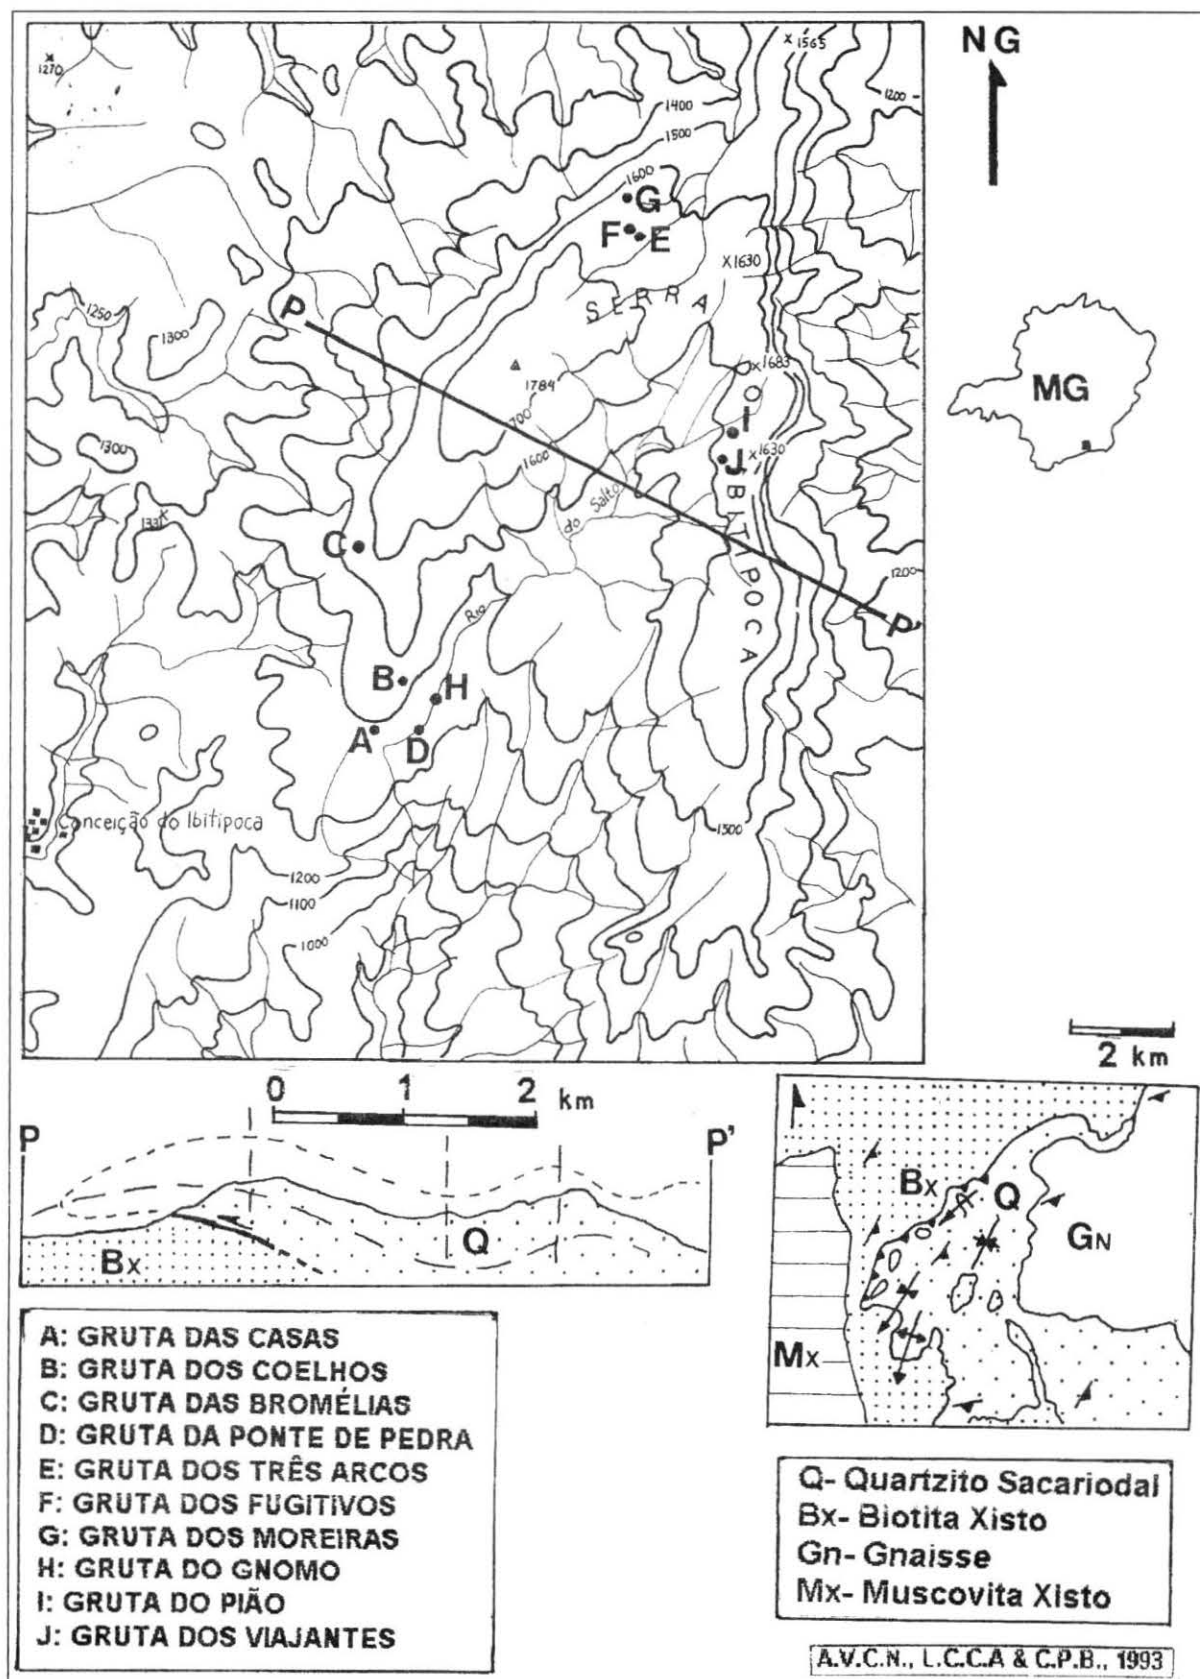 N G
x 1565
1270
1200
1400
1500
1600
G
F E
X1630
SERRA
P
1250
1300
1784
x1683
DO
MG
700
I
1300
1600
J x1630
do Salto
IBITIPOCA
1331x
C
1200
P'
Rio
B
H
A
D
Conceição do Ibitipoca
1300
1200
1100
1000
2 km
0 1 2 km
P P'
Bx Q
Bx Q
GN
Mx
A: GRUTA DAS CASAS
B: GRUTA DOS COELHOS
C: GRUTA DAS BROMÉLIAS
D: GRUTA DA PONTE DE PEDRA
E: GRUTA DOS TRÊS ARCOS
F: GRUTA DOS FUGITIVOS
G: GRUTA DOS MOREIRAS
H: GRUTA DO GNOMO
I: GRUTA DO PIÃO
J: GRUTA DOS VIAJANTES
Q- Quartzito Sacariodal
Bx- Biotita Xisto
Gn- Gnaisse
Mx- Muscovita Xisto
A.V.C.N., L.C.C.A & C.P.B., 1993